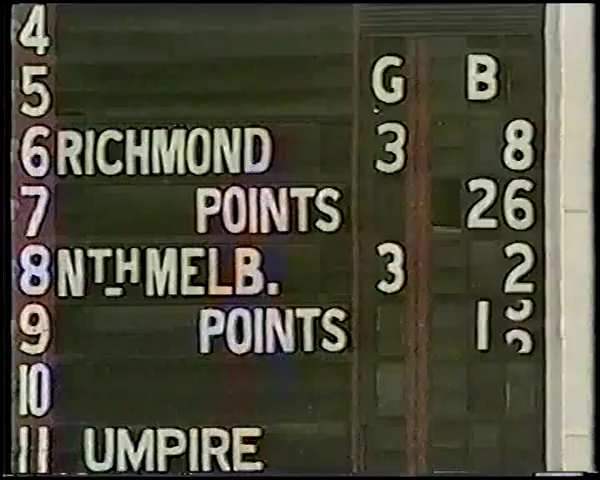 4
5 G B
6 RICHMOND 3 8
7 POINTS 26
8 NTH MELB. 3 2
9 POINTS
10
11 UMPIRE